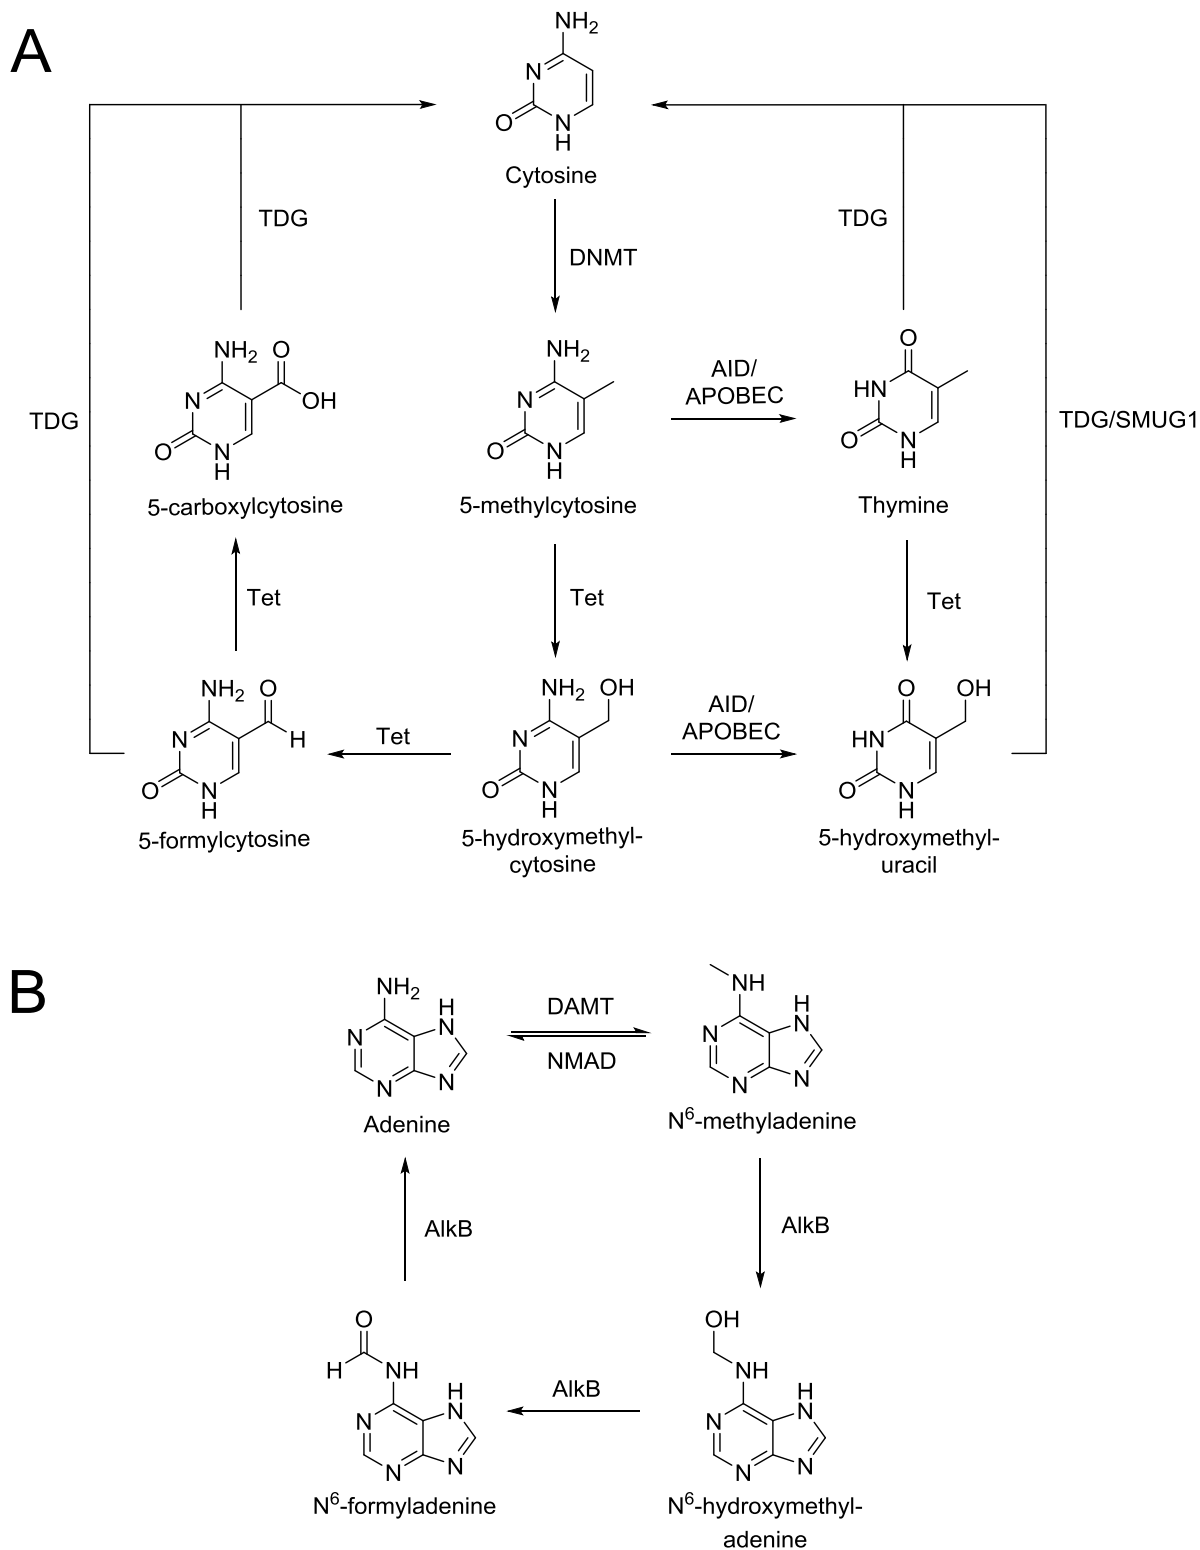 A
NH2
N
O
N
H
Cytosine
TDG
TDG
DNMT
NH2
O
N
OH
O
N
H
5-carboxylcytosine
NH2
N
O
N
H
5-methylcytosine
AID/
APOBEC
O
HN
O
N
H
Thymine
TDG
TDG/SMUG1
Tet
Tet
Tet
NH2
O
N
H
O
N
H
5-formylcytosine
Tet
NH2
OH
N
O
N
H
5-hydroxymethyl-
cytosine
AID/
APOBEC
O
OH
HN
O
N
H
5-hydroxymethyl-
uracil
B
NH2
H
N
N
N
N
Adenine
DAMT
NMAD
NH
H
N
N
N
N
N6-methyladenine
AlkB
AlkB
O
H
NH
H
N
N
N
N
N6-formyladenine
AlkB
OH
NH
H
N
N
N
N
N6-hydroxymethyl-
adenine